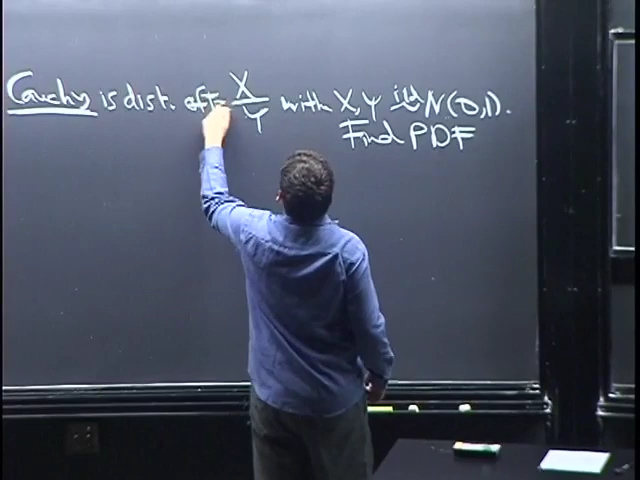 Cauchy is dist. of T = X/Y with X, Y iid N(0,1).
Find PDF